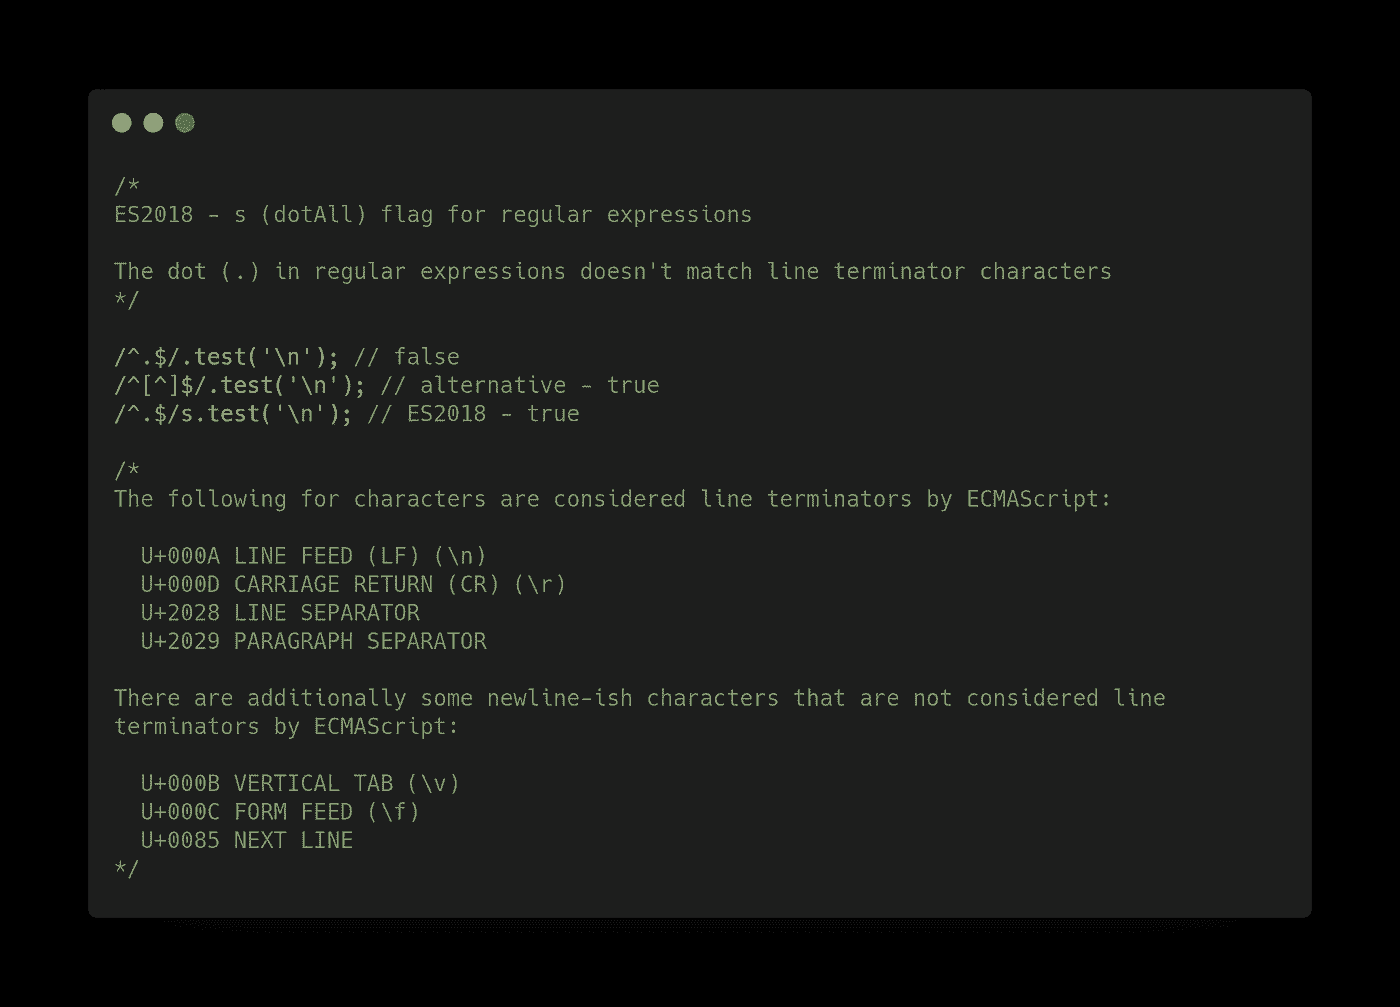 /*
ES2018 - s (dotAll) flag for regular expressions
The dot (.) in regular expressions doesn't match line terminator characters
*/
/^.$/.test('\n'); // false
/^[^]$/.test('\n'); // alternative - true
/^.$/s.test('\n'); // ES2018 - true
/*
The following for characters are considered line terminators by ECMAScript:
U+000A LINE FEED (LF) (\n)
U+000D CARRIAGE RETURN (CR) (\r)
U+2028 LINE SEPARATOR
U+2029 PARAGRAPH SEPARATOR
There are additionally some newline-ish characters that are not considered line
terminators by ECMAScript:
U+000B VERTICAL TAB (\v)
U+000C FORM FEED (\f)
U+0085 NEXT LINE
*/